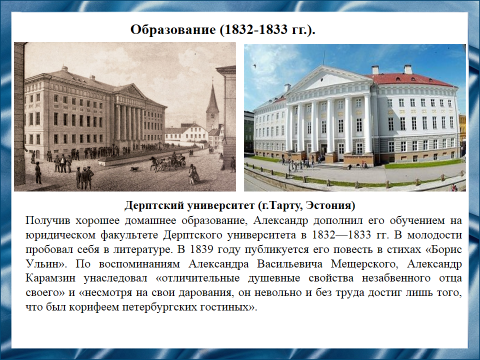 Образование (1832-1833 гг.).
Дерптский университет (г.Тарту, Эстония)
Получив хорошее домашнее образование, Александр дополнил его обучением на
юридическом факультете Дерптского университета в 1832—1833 гг. В молодости
пробовал себя в литературе. В 1839 году публикуется его повесть в стихах «Борис
Ульин». По воспоминаниям Александра Васильевича Мещерского, Александр
Карамзин унаследовал «отличительные душевные свойства незабвенного отца
своего» и «несмотря на свои дарования, он невольно и без труда достиг лишь того,
что был корифеем петербургских гостиных».